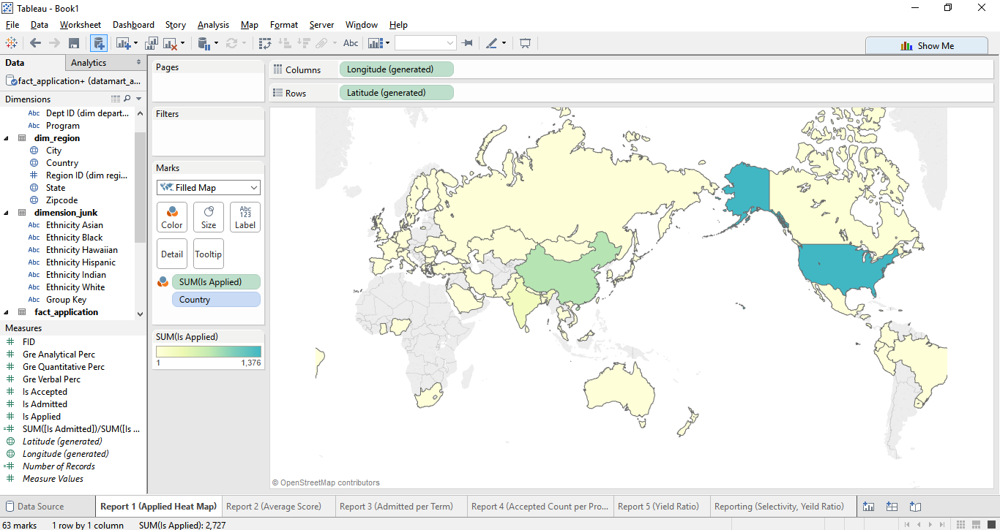 Tableau - Book1
File Data Worksheet Dashboard Story Analysis Map Format Server Window Help
Abc
Show Me
Data Analytics
fact_application+ (datamart_a...
Dimensions
Abc Dept ID (dim depart...
Abc Program
dim_region
City
Country
# Region ID (dim regi...
State
Zipcode
dimension_junk
Abc Ethnicity Asian
Abc Ethnicity Black
Abc Ethnicity Hawaiian
Abc Ethnicity Hispanic
Abc Ethnicity Indian
Abc Ethnicity White
Abc Group Key
fact_application
Measures
# FID
# Gre Analytical Perc
# Gre Quantitative Perc
# Gre Verbal Perc
# Is Accepted
# Is Admitted
# Is Applied
=# SUM([Is Admitted])/SUM([Is ...
Latitude (generated)
Longitude (generated)
=# Number of Records
# Measure Values
Pages
Filters
Marks
Filled Map
Color Size Abc 123 Label
Detail Tooltip
SUM(Is Applied)
Country
SUM(Is Applied)
1 1,376
Columns Longitude (generated)
Rows Latitude (generated)
© OpenStreetMap contributors
Data Source Report 1 (Applied Heat Map) Report 2 (Average Score) Report 3 (Admitted per Term) Report 4 (Accepted Count per Pro... Report 5 (Yield Ratio) Reporting (Selectivity, Yeild Ratio)
63 marks 1 row by 1 column SUM(Is Applied): 2,727